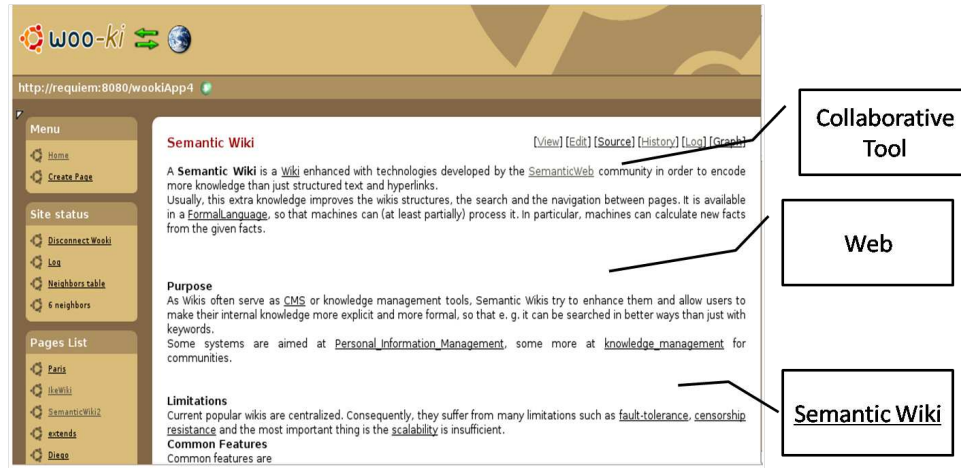 woo-ki
http://requiem:8080/wookiApp4
Menu
Home
Create Page
Site status
Disconnect Wooki
Log
Neighbors table
6 neighbors
Pages List
Paris
IkeWiki
SemanticWiki2
extends
Diego
Semantic Wiki
[View] [Edit] [Source] [History] [Log] [Graph]
A Semantic Wiki is a Wiki enhanced with technologies developed by the SemanticWeb community in order to encode
more knowledge than just structured text and hyperlinks.
Usually, this extra knowledge improves the wikis structures, the search and the navigation between pages. It is available
in a FormalLanguage, so that machines can (at least partially) process it. In particular, machines can calculate new facts
from the given facts.
Purpose
As Wikis often serve as CMS or knowledge management tools, Semantic Wikis try to enhance them and allow users to
make their internal knowledge more explicit and more formal, so that e. g. it can be searched in better ways than just with
keywords.
Some systems are aimed at Personal_Information_Management, some more at knowledge_management for
communities.
Limitations
Current popular wikis are centralized. Consequently, they suffer from many limitations such as fault-tolerance, censorship
resistance and the most important thing is the scalability is insufficient.
Common Features
Common features are
Collaborative
Tool
Web
Semantic Wiki